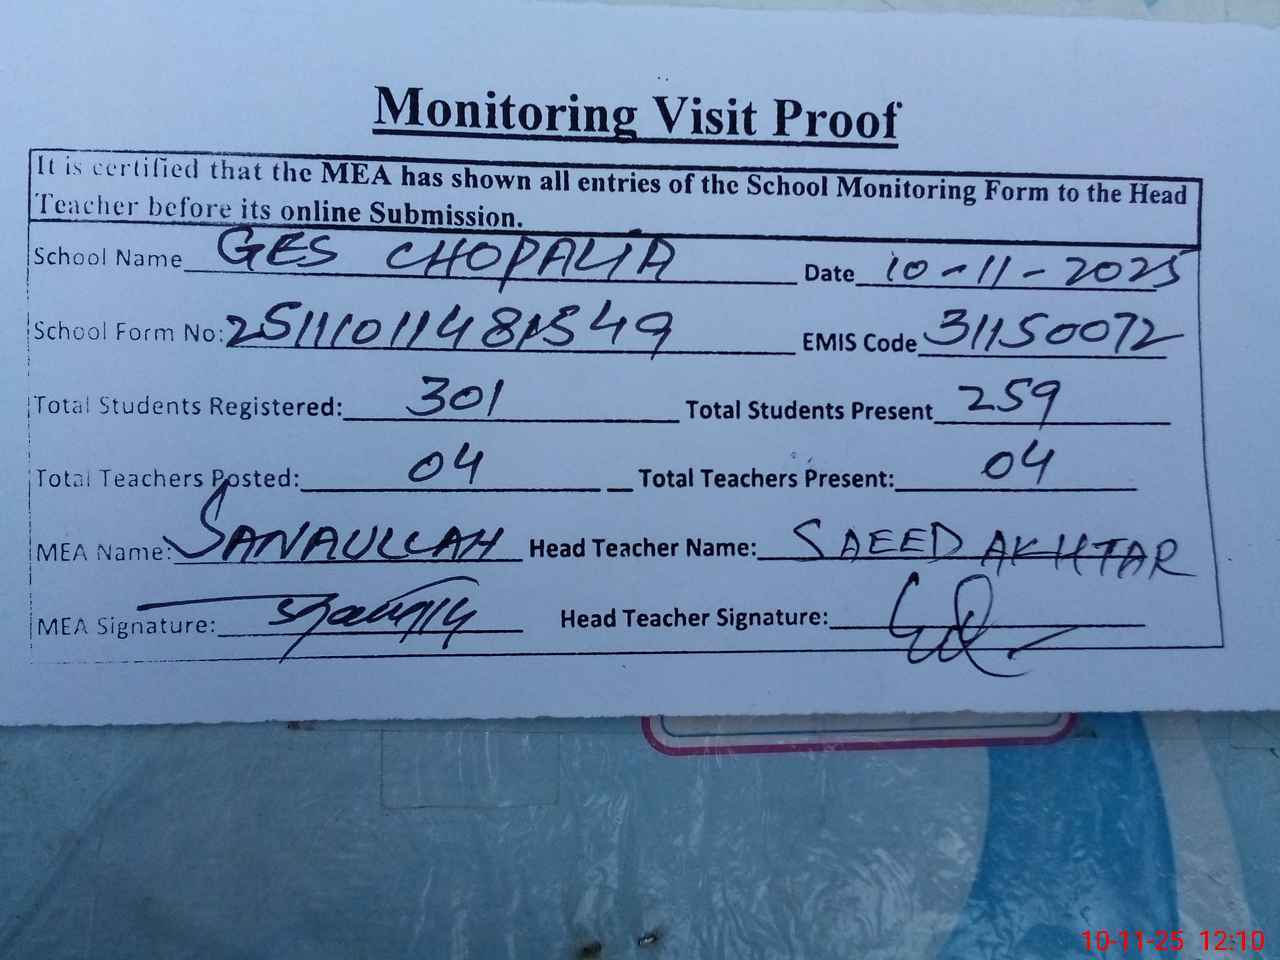 Monitoring Visit Proof
It is certified that the MEA has shown all entries of the School Monitoring Form to the Head
Teacher before its online Submission.
School Name GES CHOPALIA Date 10-11-2025
School Form No: 25111011481549 EMIS Code 31150072
Total Students Registered: 301 Total Students Present 259
Total Teachers Posted: 04 Total Teachers Present: 04
MEA Name: SANAULLAH Head Teacher Name: SAEED AKHTAR
MEA Signature: Head Teacher Signature:
10-11-25 12:10